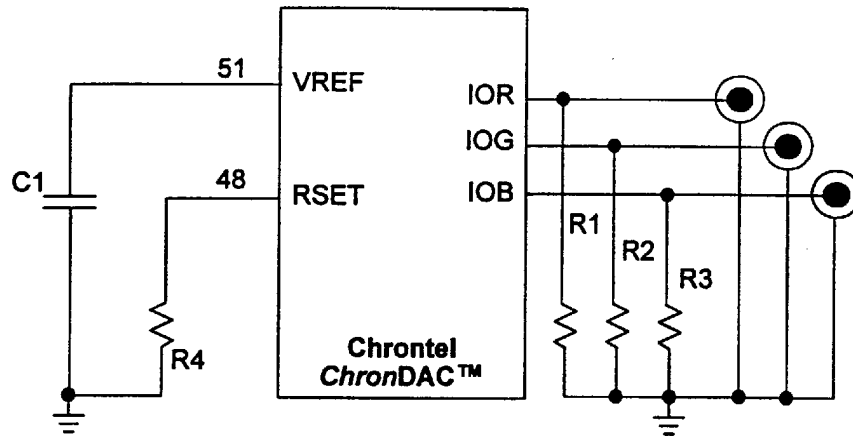 51
VREF
IOR
IOG
C1
48
RSET
IOB
R1
R2
R3
R4
Chrontel
ChronDAC™